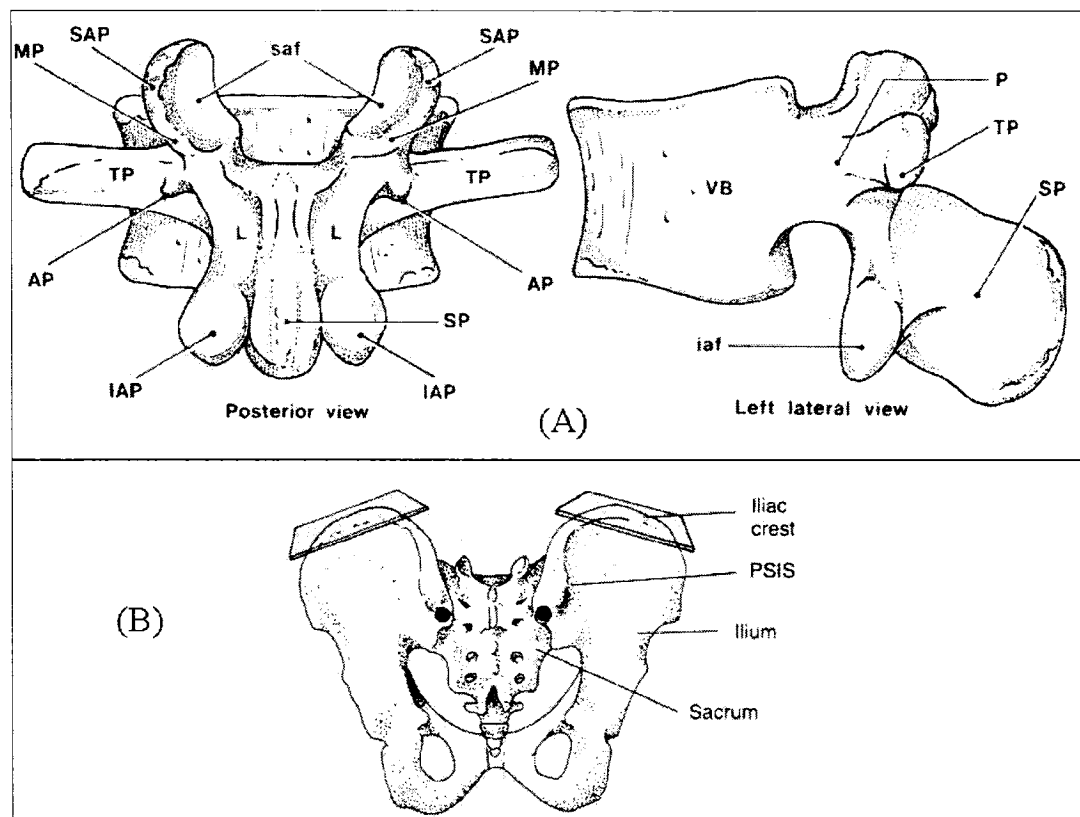 SAP
saf
SAP
MP
MP
P
TP
TP
TP
VB
SP
L
L
AP
AP
SP
iaf
IAP
IAP
Posterior view
Left lateral view
(A)
Iliac
crest
PSIS
(B)
Ilium
Sacrum